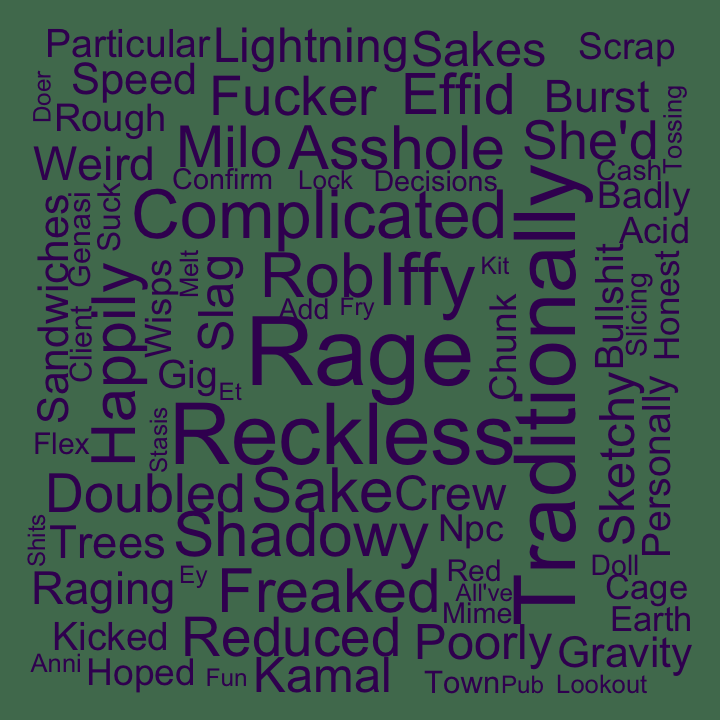 Particular Lightning Sakes Scrap
Doer Speed Fucker Effid Burst Tossing
Rough Milo Asshole She'd
Weird Confirm Lock Decisions Cash
Complicated Traditionally Badly
Sandwiches Genasi Suck Acid
Client Happily Wisps Melt Slag Rob Iffy Kit Bullshit Slicing Honest
Add Fry Chunk
Rage
Gig Et
Flex Stasis Reckless Sketchy Personally
Doubled Sake Crew
Shits Trees Shadowy Npc
Raging Ey Freaked Red Doll
All've Cage
Mime Earth
Kicked Reduced Poorly Gravity
Anni Hoped Fun Kamal Town Pub Lookout